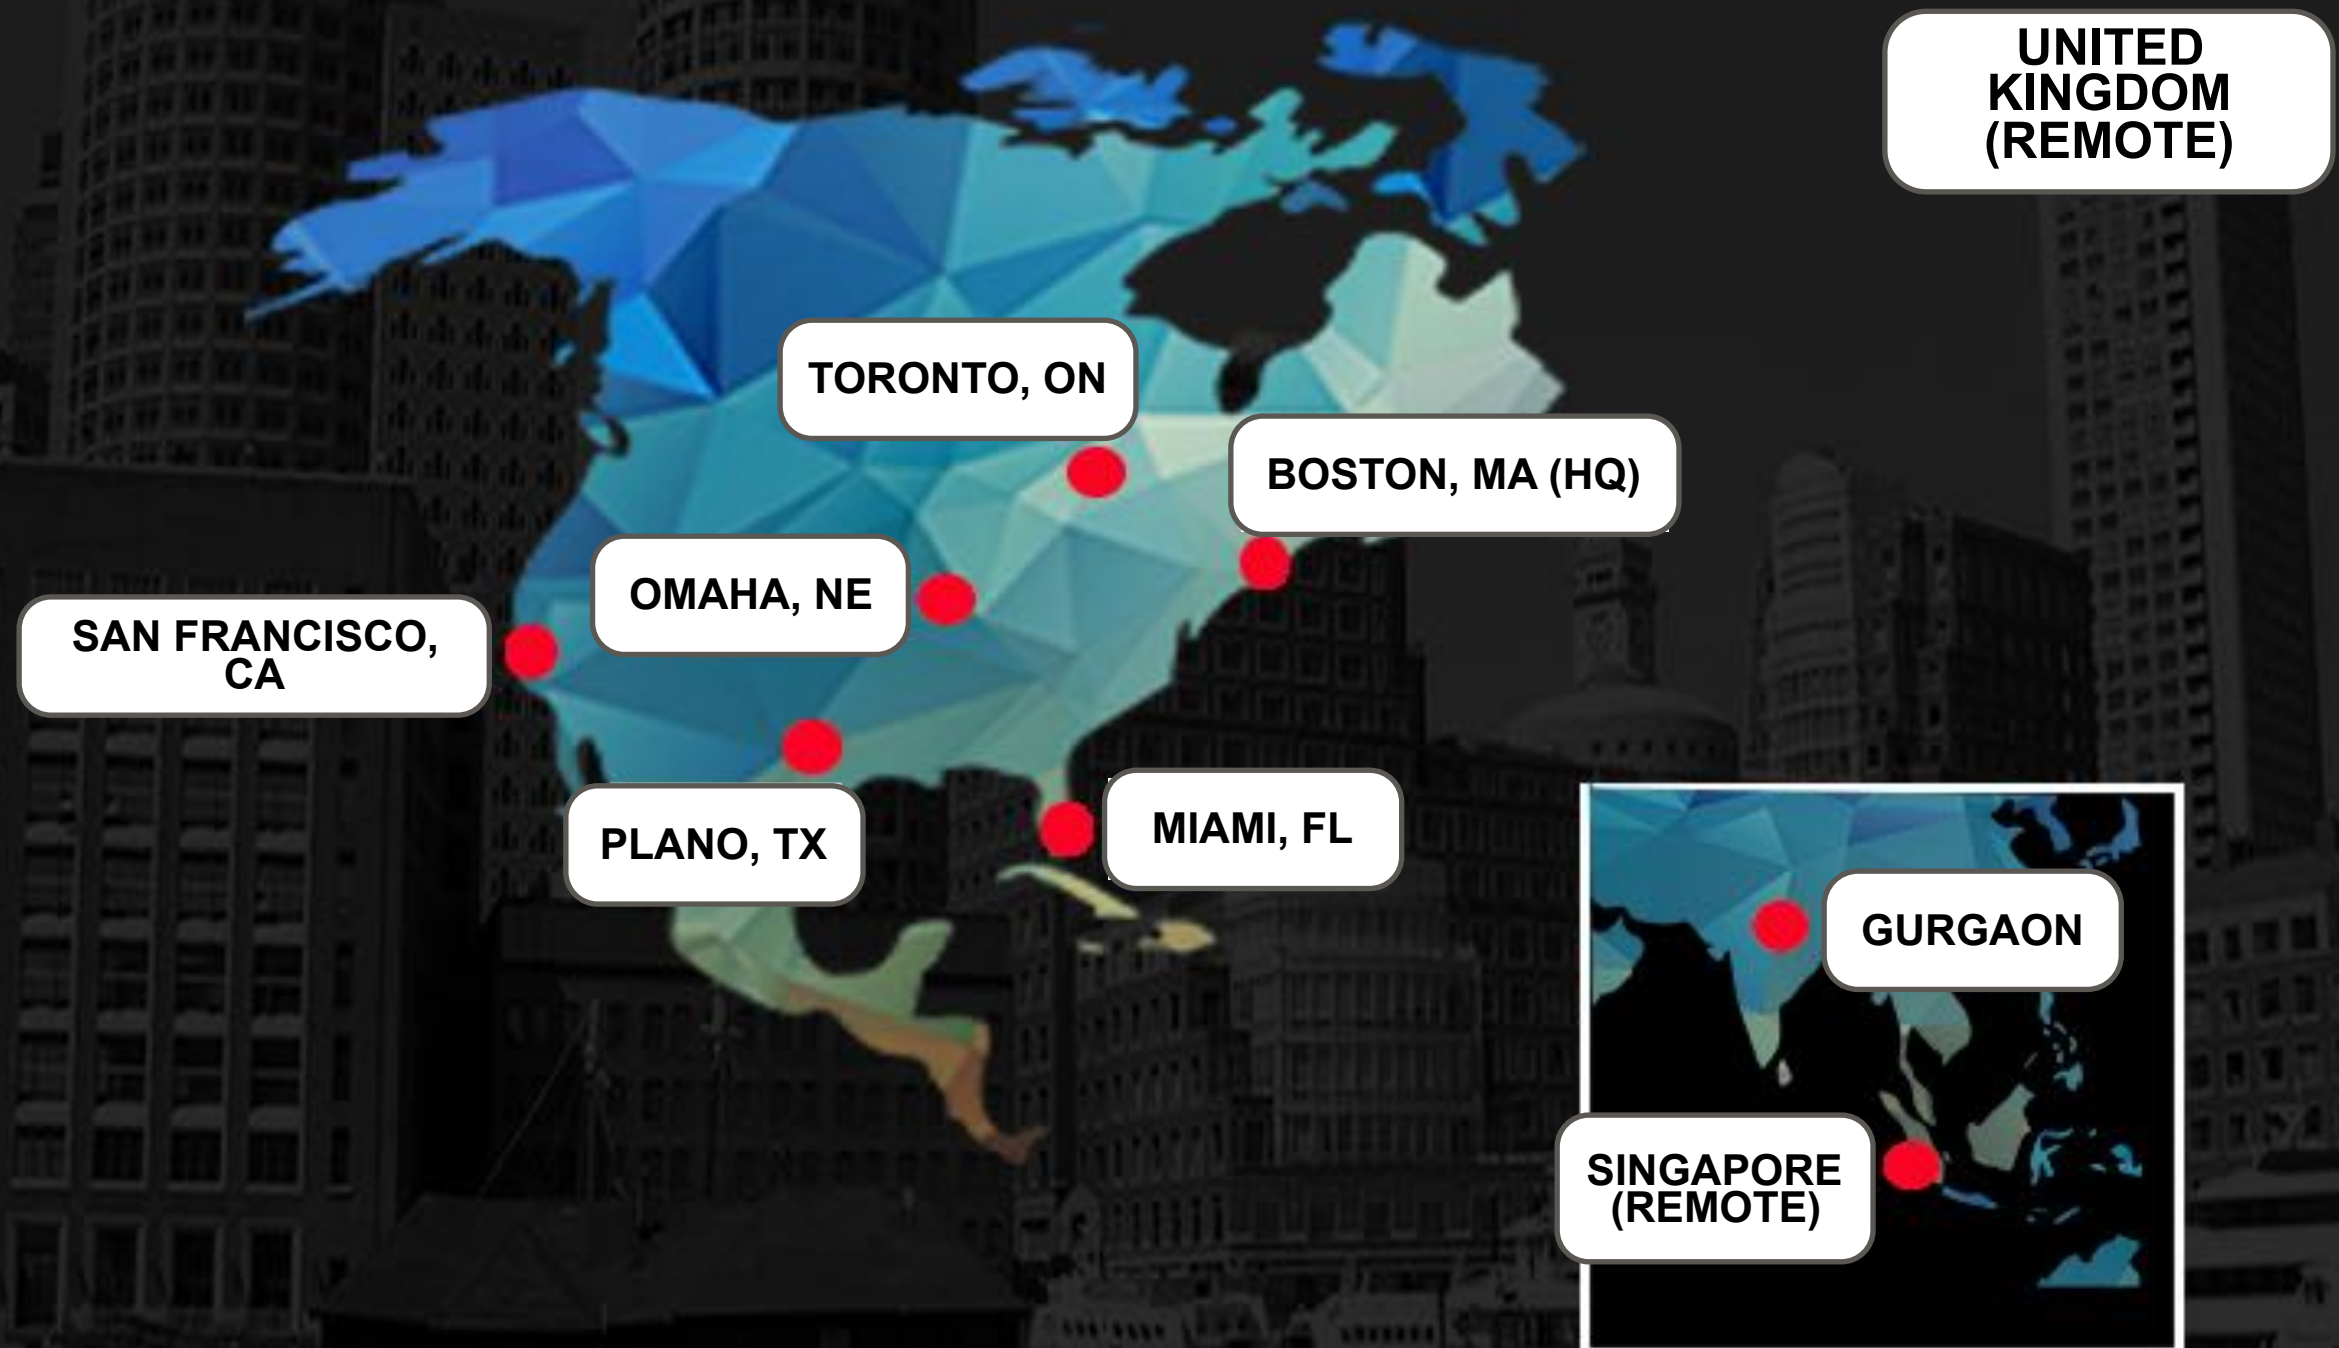 UNITED
KINGDOM
(REMOTE)
TORONTO, ON
BOSTON, MA (HQ)
OMAHA, NE
SAN FRANCISCO,
CA
PLANO, TX
MIAMI, FL
GURGAON
SINGAPORE
(REMOTE)